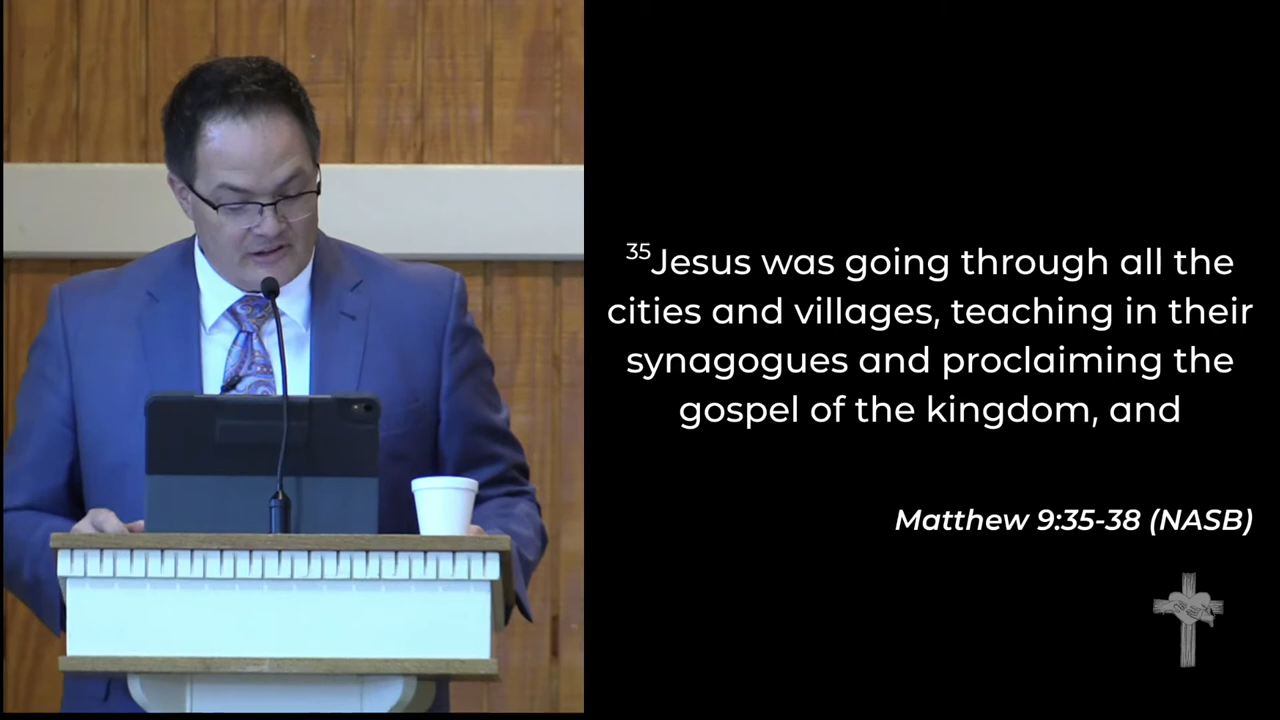 35Jesus was going through all the
cities and villages, teaching in their
synagogues and proclaiming the
gospel of the kingdom, and
Matthew 9:35-38 (NASB)